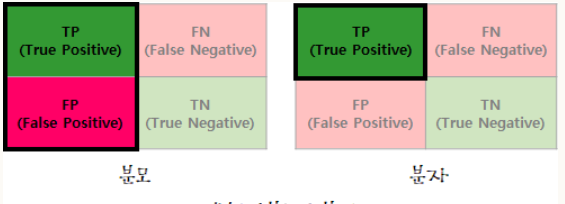 TP FN TP FN
(True Positive) (False Negative) (True Positive) (False Negative)
FP TN FP TN
(False Positive) (True Negative) (False Positive) (True Negative)
분모 분자